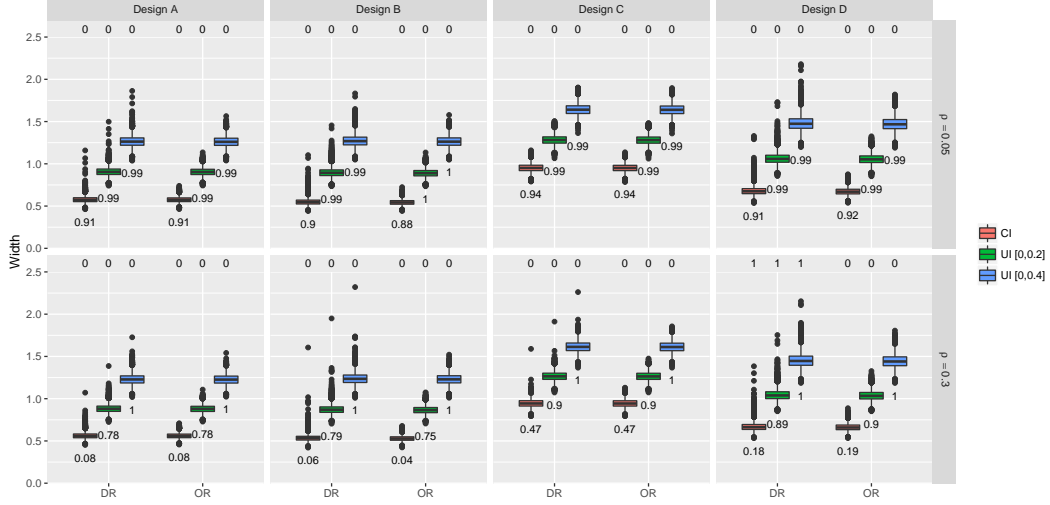 Design A Design B Design C Design D
2.5 0 0 0 0 0 0 0 0 0 0 0 0 0 0 0 0 0 0 0 0 0 0 0 0
2.0
1.5
1.0
0.99 0.99 0.99 1 0.99 0.99 0.99 0.99
0.5 0.99 0.99 0.99 1 0.99 0.99 0.99 0.99
0.91 0.91 0.9 0.88 0.94 0.94 0.91 0.92
0.0
ρ = 0.05
Width
2.5 0 0 0 0 0 0 0 0 0 0 0 0 0 0 0 0 0 0 1 1 1 0 0 0
2.0
1.5
1.0
1 1 1 1 1 1 1 1
0.5 0.78 0.78 0.79 0.75 0.9 0.9 0.89 0.9
0.08 0.08 0.06 0.04 0.47 0.47 0.18 0.19
0.0
ρ = 0.3
DR OR DR OR DR OR DR OR
CI
UI [0,0.2]
UI [0,0.4]